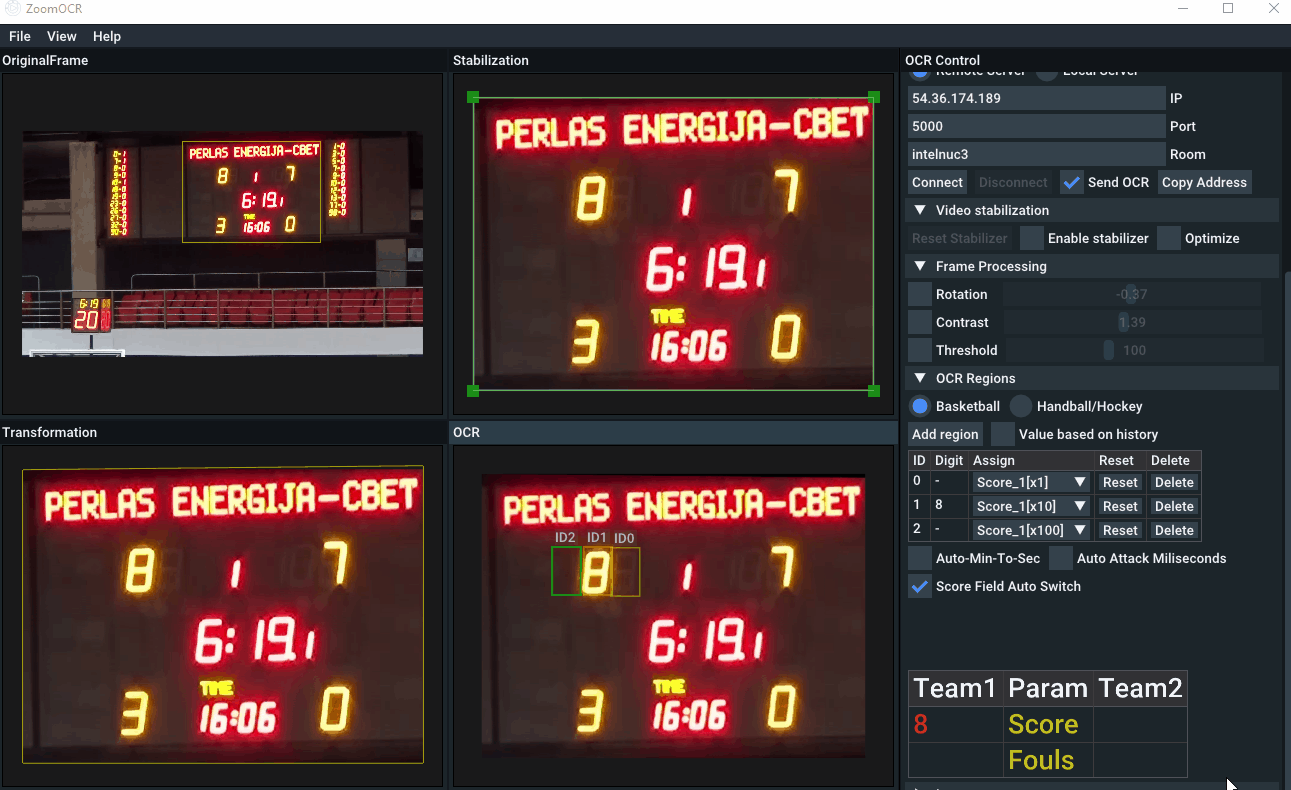 ZoomOCR
File View Help
OriginalFrame
PERLAS ENERGIJA-CBET
8 1 7
6:19.1
TIME
3 16:06 0
6:19
20
Stabilization
PERLAS ENERGIJA-CBET
8 1 7
6:19.1
TIME
3 16:06 0
Transformation
PERLAS ENERGIJA-CBET
8 1 7
6:19.1
TIME
3 16:06 0
OCR
PERLAS ENERGIJA-CBET
ID2 ID1 ID0
8 1 7
6:19.1
TIME
3 16:06 0
OCR Control
Remote Server Local Server
54.36.174.189 IP
5000 Port
intelnuc3 Room
Connect Disconnect Send OCR Copy Address
Video stabilization
Reset Stabilizer Enable stabilizer Optimize
Frame Processing
Rotation -0.37
Contrast 1.39
Threshold 100
OCR Regions
Basketball Handball/Hockey
Add region Value based on history
ID Digit Assign Reset Delete
0 - Score_1[x1] Reset Delete
1 8 Score_1[x10] Reset Delete
2 - Score_1[x100] Reset Delete
Auto-Min-To-Sec Auto Attack Miliseconds
Score Field Auto Switch
Team1 Param Team2
8 Score
Fouls